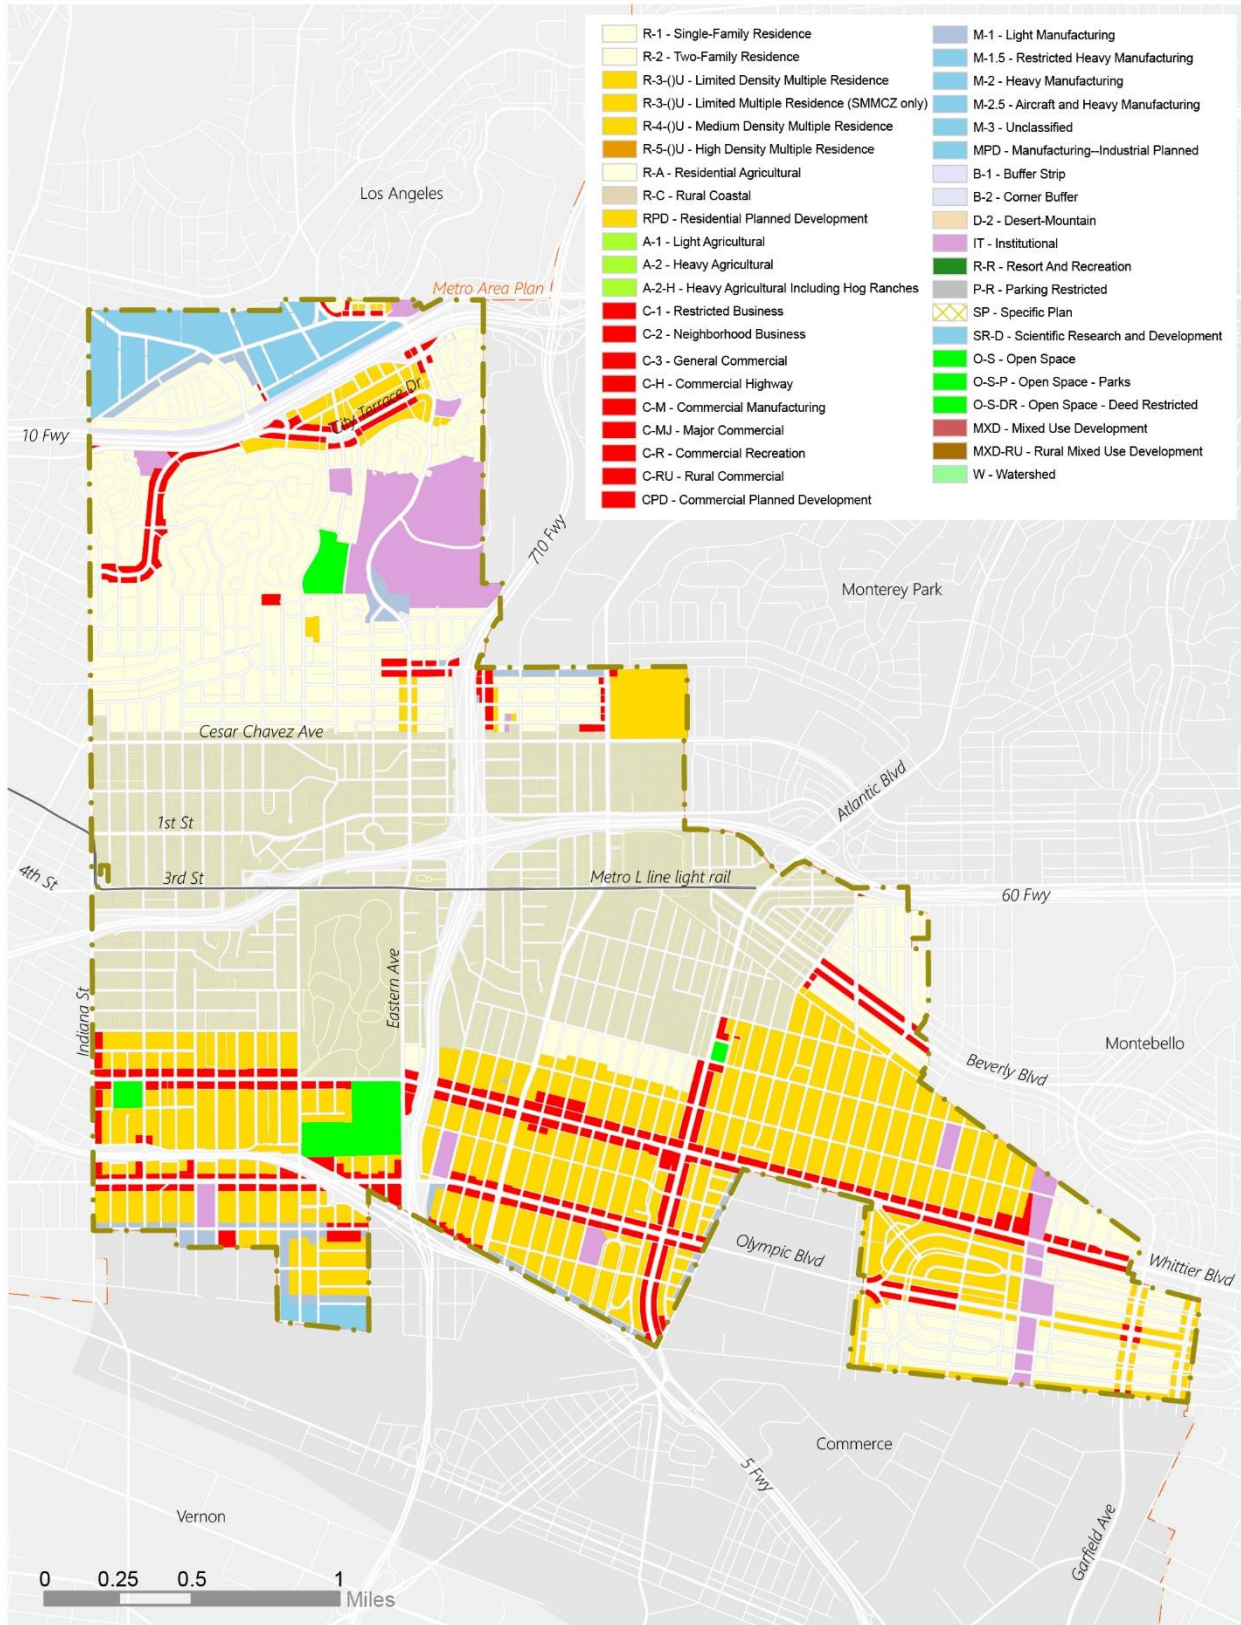 R-1 - Single-Family Residence
R-2 - Two-Family Residence
R-3-()U - Limited Density Multiple Residence
R-3-()U - Limited Multiple Residence (SMMCZ only)
R-4-()U - Medium Density Multiple Residence
R-5-()U - High Density Multiple Residence
R-A - Residential Agricultural
R-C - Rural Coastal
RPD - Residential Planned Development
A-1 - Light Agricultural
A-2 - Heavy Agricultural
A-2-H - Heavy Agricultural Including Hog Ranches
C-1 - Restricted Business
C-2 - Neighborhood Business
C-3 - General Commercial
C-H - Commercial Highway
C-M - Commercial Manufacturing
C-MJ - Major Commercial
C-R - Commercial Recreation
C-RU - Rural Commercial
CPD - Commercial Planned Development
M-1 - Light Manufacturing
M-1.5 - Restricted Heavy Manufacturing
M-2 - Heavy Manufacturing
M-2.5 - Aircraft and Heavy Manufacturing
M-3 - Unclassified
MPD - Manufacturing--Industrial Planned
B-1 - Buffer Strip
B-2 - Corner Buffer
D-2 - Desert-Mountain
IT - Institutional
R-R - Resort And Recreation
P-R - Parking Restricted
SP - Specific Plan
SR-D - Scientific Research and Development
O-S - Open Space
O-S-P - Open Space - Parks
O-S-DR - Open Space - Deed Restricted
MXD - Mixed Use Development
MXD-RU - Rural Mixed Use Development
W - Watershed
Los Angeles
Metro Area Plan
City Terrace Dr
10 Fwy
710 Fwy
Monterey Park
Cesar Chavez Ave
Atlantic Blvd
1st St
4th St
3rd St
Metro L line light rail
60 Fwy
Indiana St
Eastern Ave
Montebello
Beverly Blvd
Olympic Blvd
Whittier Blvd
Commerce
5 Fwy
Garfield Ave
Vernon
0 0.25 0.5 1
Miles